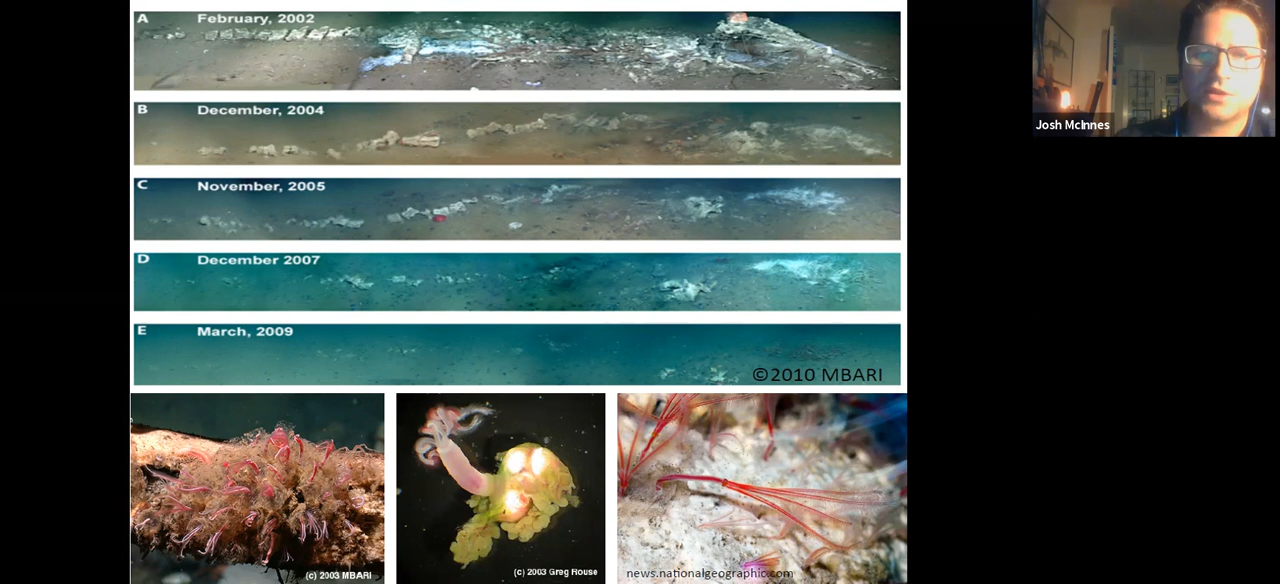 A February, 2002
Josh McInnes
B December, 2004
C November, 2005
D December 2007
E March, 2009
©2010 MBARI
(c) 2003 MBARI
(c) 2003 Greg Rouse
news.nationalgeographic.com